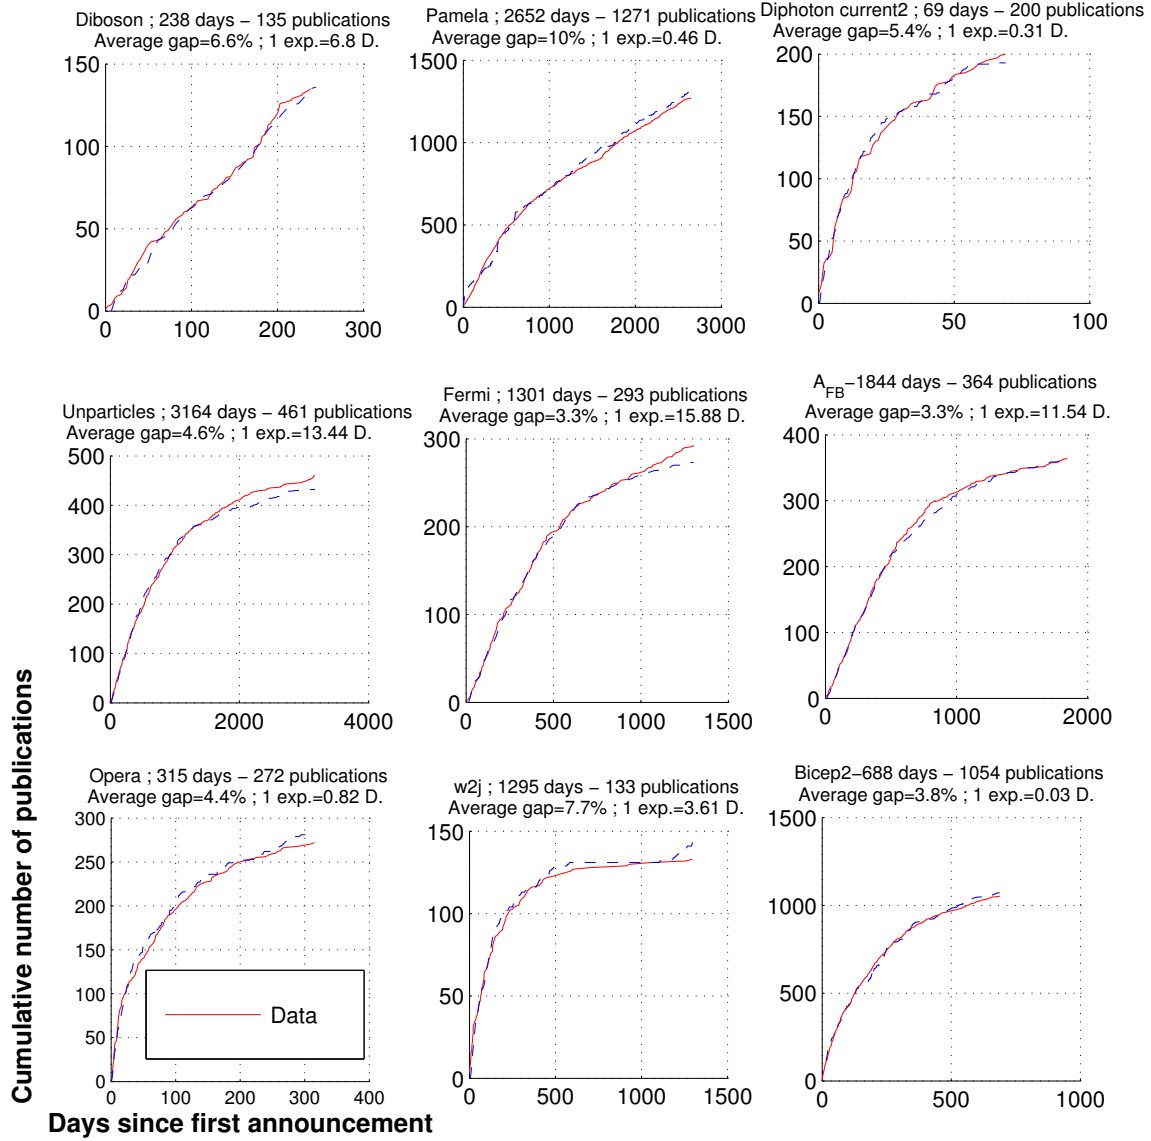 Diboson ; 238 days − 135 publications
Average gap=6.6% ; 1 exp.=6.8 D.
150
100
50
0
0 100 200 300
Pamela ; 2652 days − 1271 publications
Average gap=10% ; 1 exp.=0.46 D.
1500
1000
500
0
0 1000 2000 3000
Diphoton current2 ; 69 days − 200 publications
Average gap=5.4% ; 1 exp.=0.31 D.
200
150
100
50
0
0 50 100
Unparticles ; 3164 days − 461 publications
Average gap=4.6% ; 1 exp.=13.44 D.
500
400
300
200
100
0
0 2000 4000
Fermi ; 1301 days − 293 publications
Average gap=3.3% ; 1 exp.=15.88 D.
300
200
100
0
0 500 1000 1500
A_FB−1844 days − 364 publications
Average gap=3.3% ; 1 exp.=11.54 D.
400
300
200
100
0
0 1000 2000
Opera ; 315 days − 272 publications
Average gap=4.4% ; 1 exp.=0.82 D.
300
250
200
150
100
50
0
0 100 200 300 400
Data
w2j ; 1295 days − 133 publications
Average gap=7.7% ; 1 exp.=3.61 D.
150
100
50
0
0 500 1000 1500
Bicep2−688 days − 1054 publications
Average gap=3.8% ; 1 exp.=0.03 D.
1500
1000
500
0
0 500 1000
Cumulative number of publications
Days since first announcement